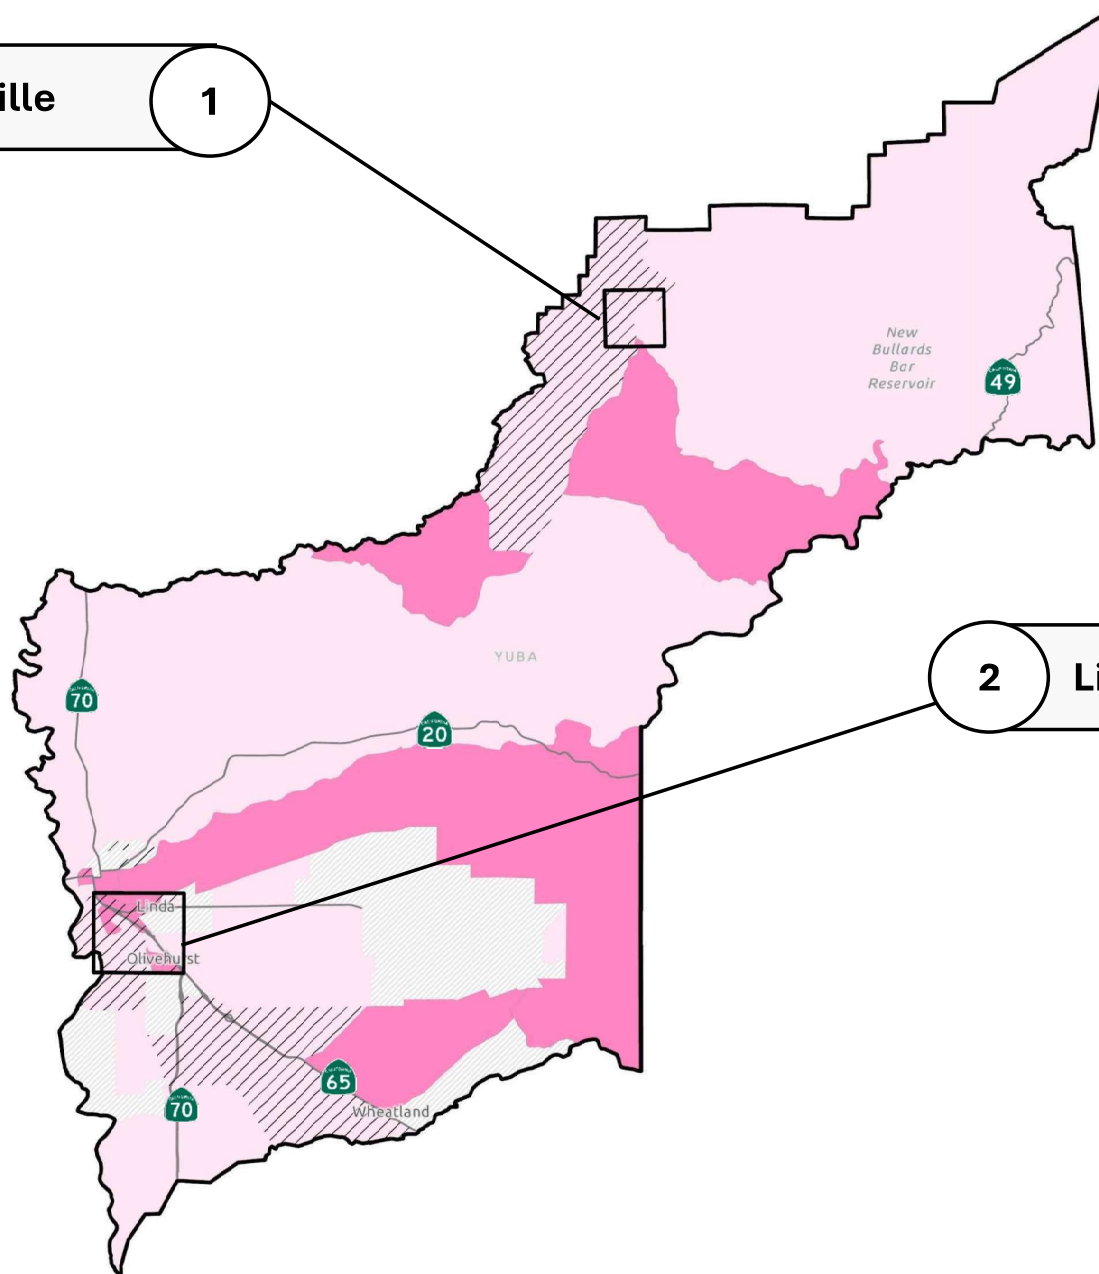 ille
1
New
Bullards
Bar
Reservoir
49
YUBA
2
Li
70
20
Linda
Olivehurst
65
70
Wheatland